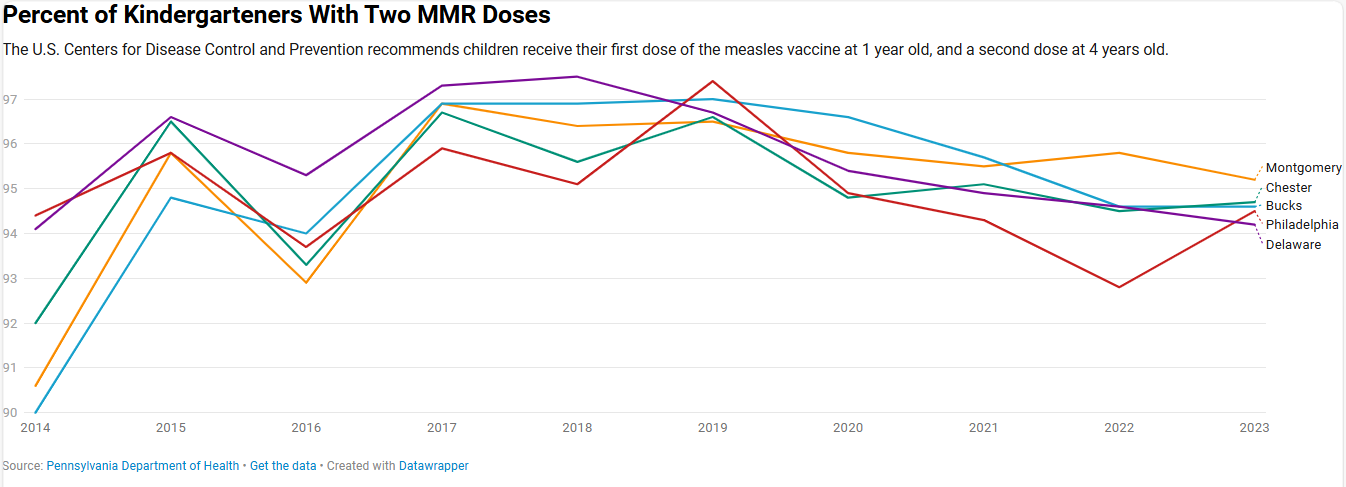 Percent of Kindergarteners With Two MMR Doses
The U.S. Centers for Disease Control and Prevention recommends children receive their first dose of the measles vaccine at 1 year old, and a second dose at 4 years old.
97
96
95
94
93
92
91
90
Montgomery
Chester
Bucks
Philadelphia
Delaware
2014 2015 2016 2017 2018 2019 2020 2021 2022 2023
Source: Pennsylvania Department of Health • Get the data • Created with Datawrapper